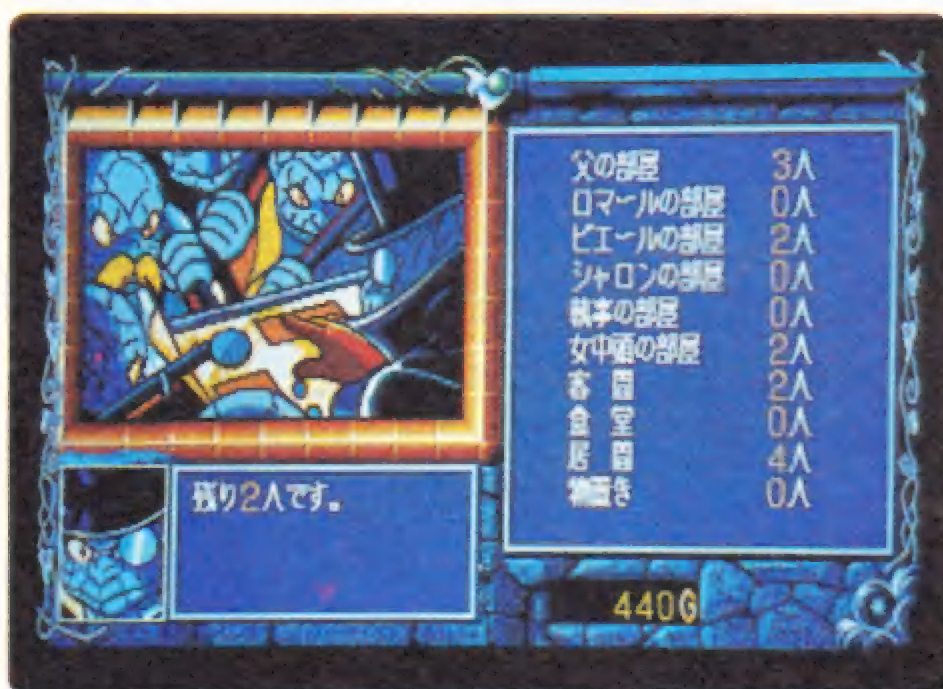 父の部屋 3人
ロマールの部屋 0人
ピエールの部屋 2人
シャロンの部屋 0人
執事の部屋 0人
女中頭の部屋 2人
客間 2人
食堂 0人
居間 4人
物置き 0人
残り2人です。
440G